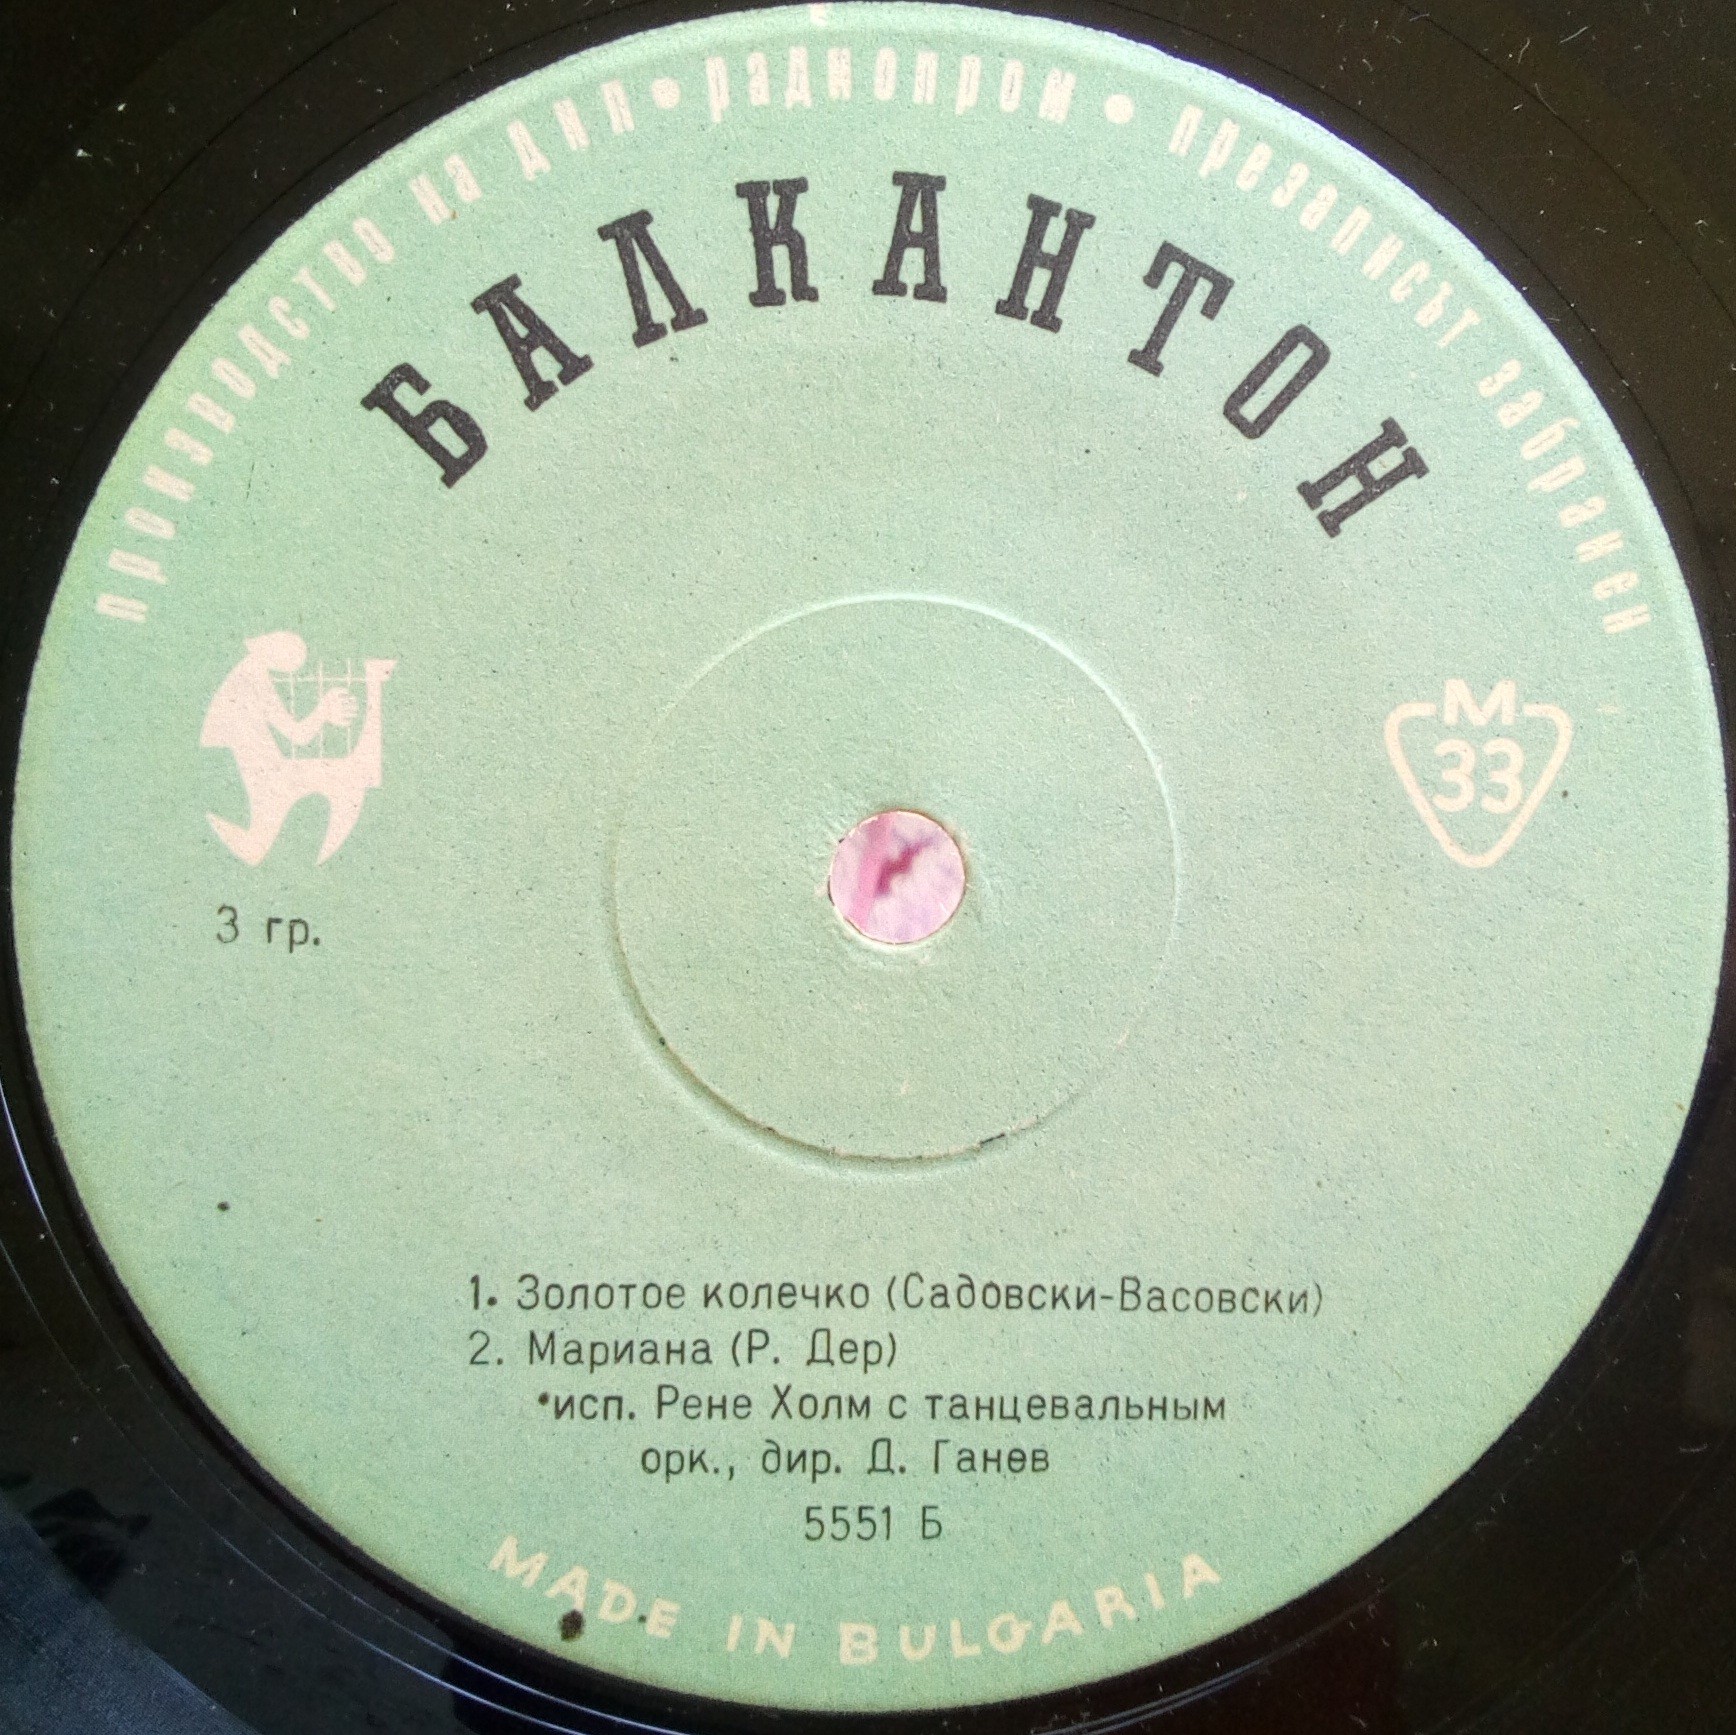 производство на дип • радиопром • презаписът забранен
БАЛКАНТОН
М
33
3 гр.
1. Золотое колечко (Садовски-Васовски)
2. Мариана (Р. Дер)
исп. Рене Холм с танцевальным
орк., дир. Д. Ганев
5551 Б
MADE IN BULGARIA